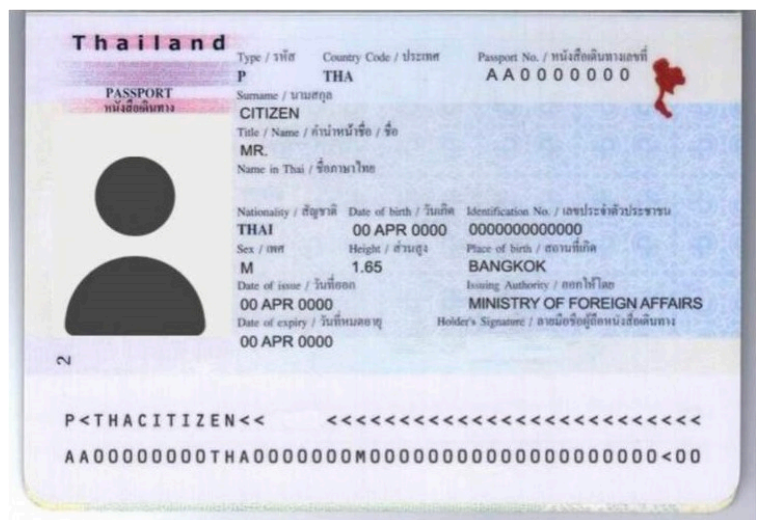 Thailand
PASSPORT
หนังสือเดินทาง
Type / รหัส Country Code / ประเทศ Passport No. / หนังสือเดินทางเลขที่
P THA AA0000000
Surname / นามสกุล
CITIZEN
Title / Name / คำนำหน้าชื่อ / ชื่อ
MR.
Name in Thai / ชื่อภาษาไทย
Nationality / สัญชาติ Date of birth / วันเกิด Identification No. / เลขประจำตัวประชาชน
THAI 00 APR 0000 0000000000000
Sex / เพศ Height / ส่วนสูง Place of birth / สถานที่เกิด
M 1.65 BANGKOK
Date of issue / วันที่ออก Issuing Authority / ออกให้โดย
00 APR 0000 MINISTRY OF FOREIGN AFFAIRS
Date of expiry / วันที่หมดอายุ Holder's Signature / ลายมือชื่อผู้ถือหนังสือเดินทาง
00 APR 0000
2
P<THACITIZEN<< <<<<<<<<<<<<<<<<<<<<<<<<<<
AA00000000THA0000000M0000000000000000000<00